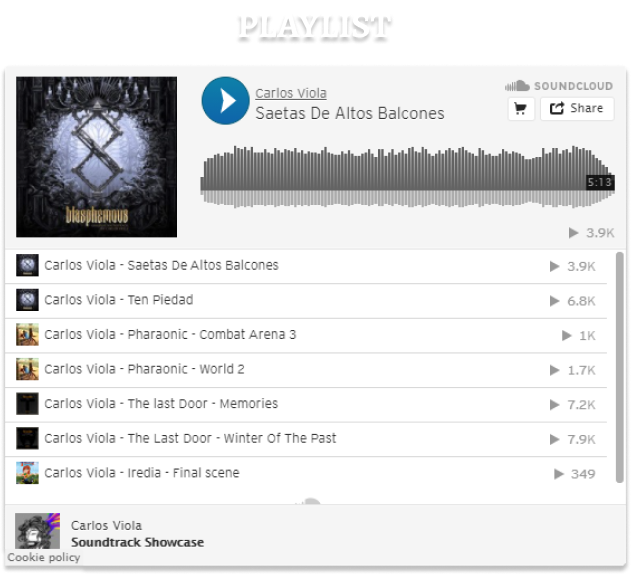 PLAYLIST
Carlos Viola
Saetas De Altos Balcones
SOUNDCLOUD
Share
blasphemous
5:13
3.9K
Carlos Viola - Saetas De Altos Balcones 3.9K
Carlos Viola - Ten Piedad 6.8K
Carlos Viola - Pharaonic - Combat Arena 3 1K
Carlos Viola - Pharaonic - World 2 1.7K
Carlos Viola - The last Door - Memories 7.2K
Carlos Viola - The Last Door - Winter Of The Past 7.9K
Carlos Viola - Iredia - Final scene 349
Carlos Viola
Soundtrack Showcase
Cookie policy